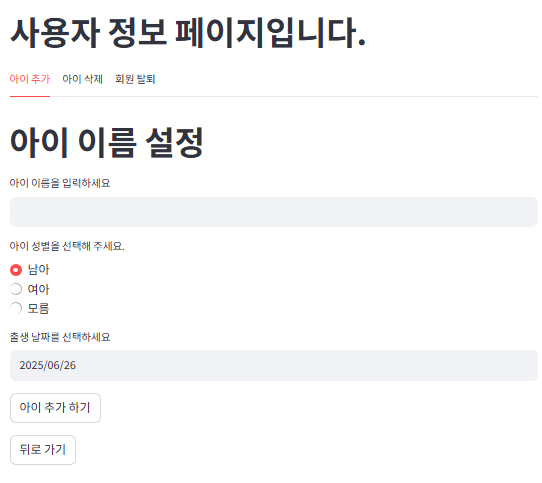 사용자 정보 페이지입니다.
아이 추가 아이 삭제 회원 탈퇴
아이 이름 설정
아이 이름을 입력하세요
아이 성별을 선택해 주세요.
남아
여아
모름
출생 날짜를 선택하세요
2025/06/26
아이 추가 하기
뒤로 가기